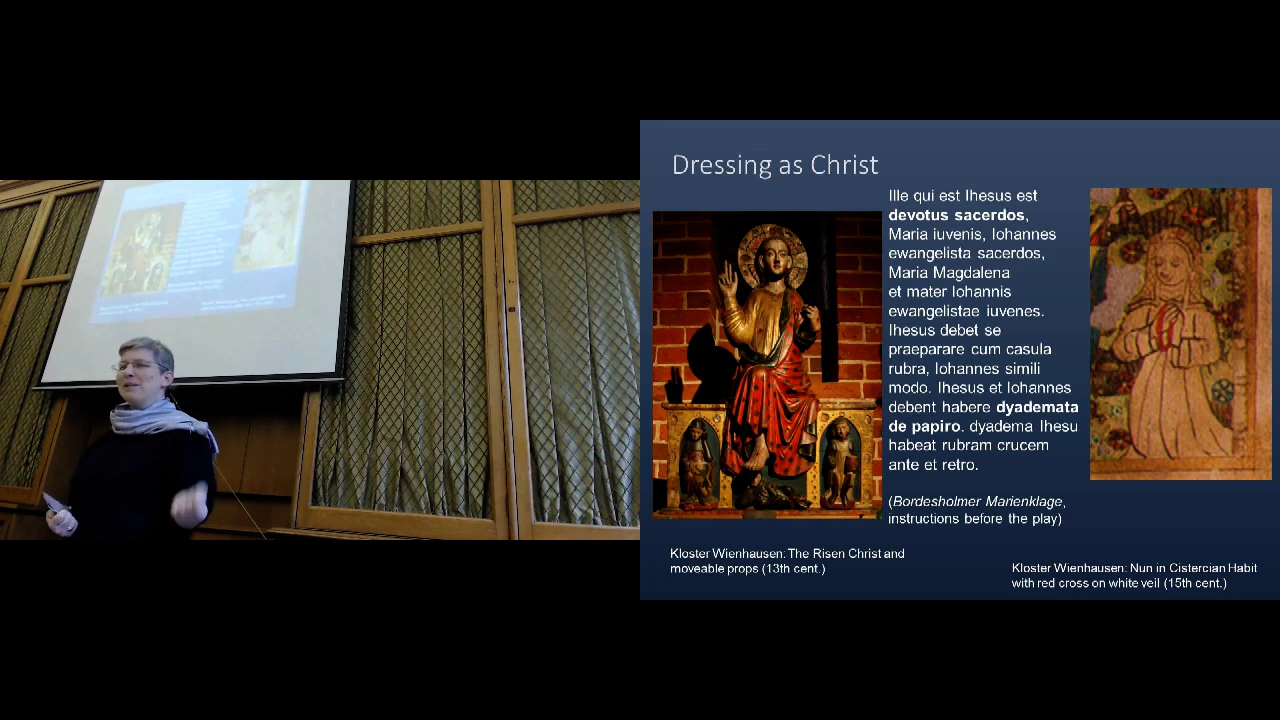 Dressing as Christ
Ille qui est Ihesus est
devotus sacerdos,
Maria iuvenis, Iohannes
ewangelista sacerdos,
Maria Magdalena
et mater Iohannis
ewangelistae iuvenes.
Ihesus debet se
praeparare cum casula
rubra, Iohannes simili
modo. Ihesus et Iohannes
debent habere dyademata
de papiro. dyadema Ihesu
habeat rubram crucem
ante et retro.
(Bordesholmer Marienklage,
instructions before the play)
Kloster Wienhausen: The Risen Christ and
moveable props (13th cent.)
Kloster Wienhausen: Nun in Cistercian Habit
with red cross on white veil (15th cent.)